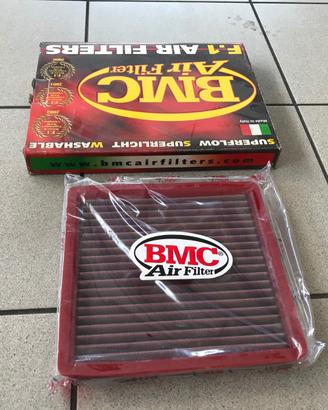 F-1 AIR FILTERS
BMC
Air Filter
Made in Italy
SUPERFLOW SUPERLIGHT WASHABLE
www.bmcairfilters.com
BMC
Air Filter